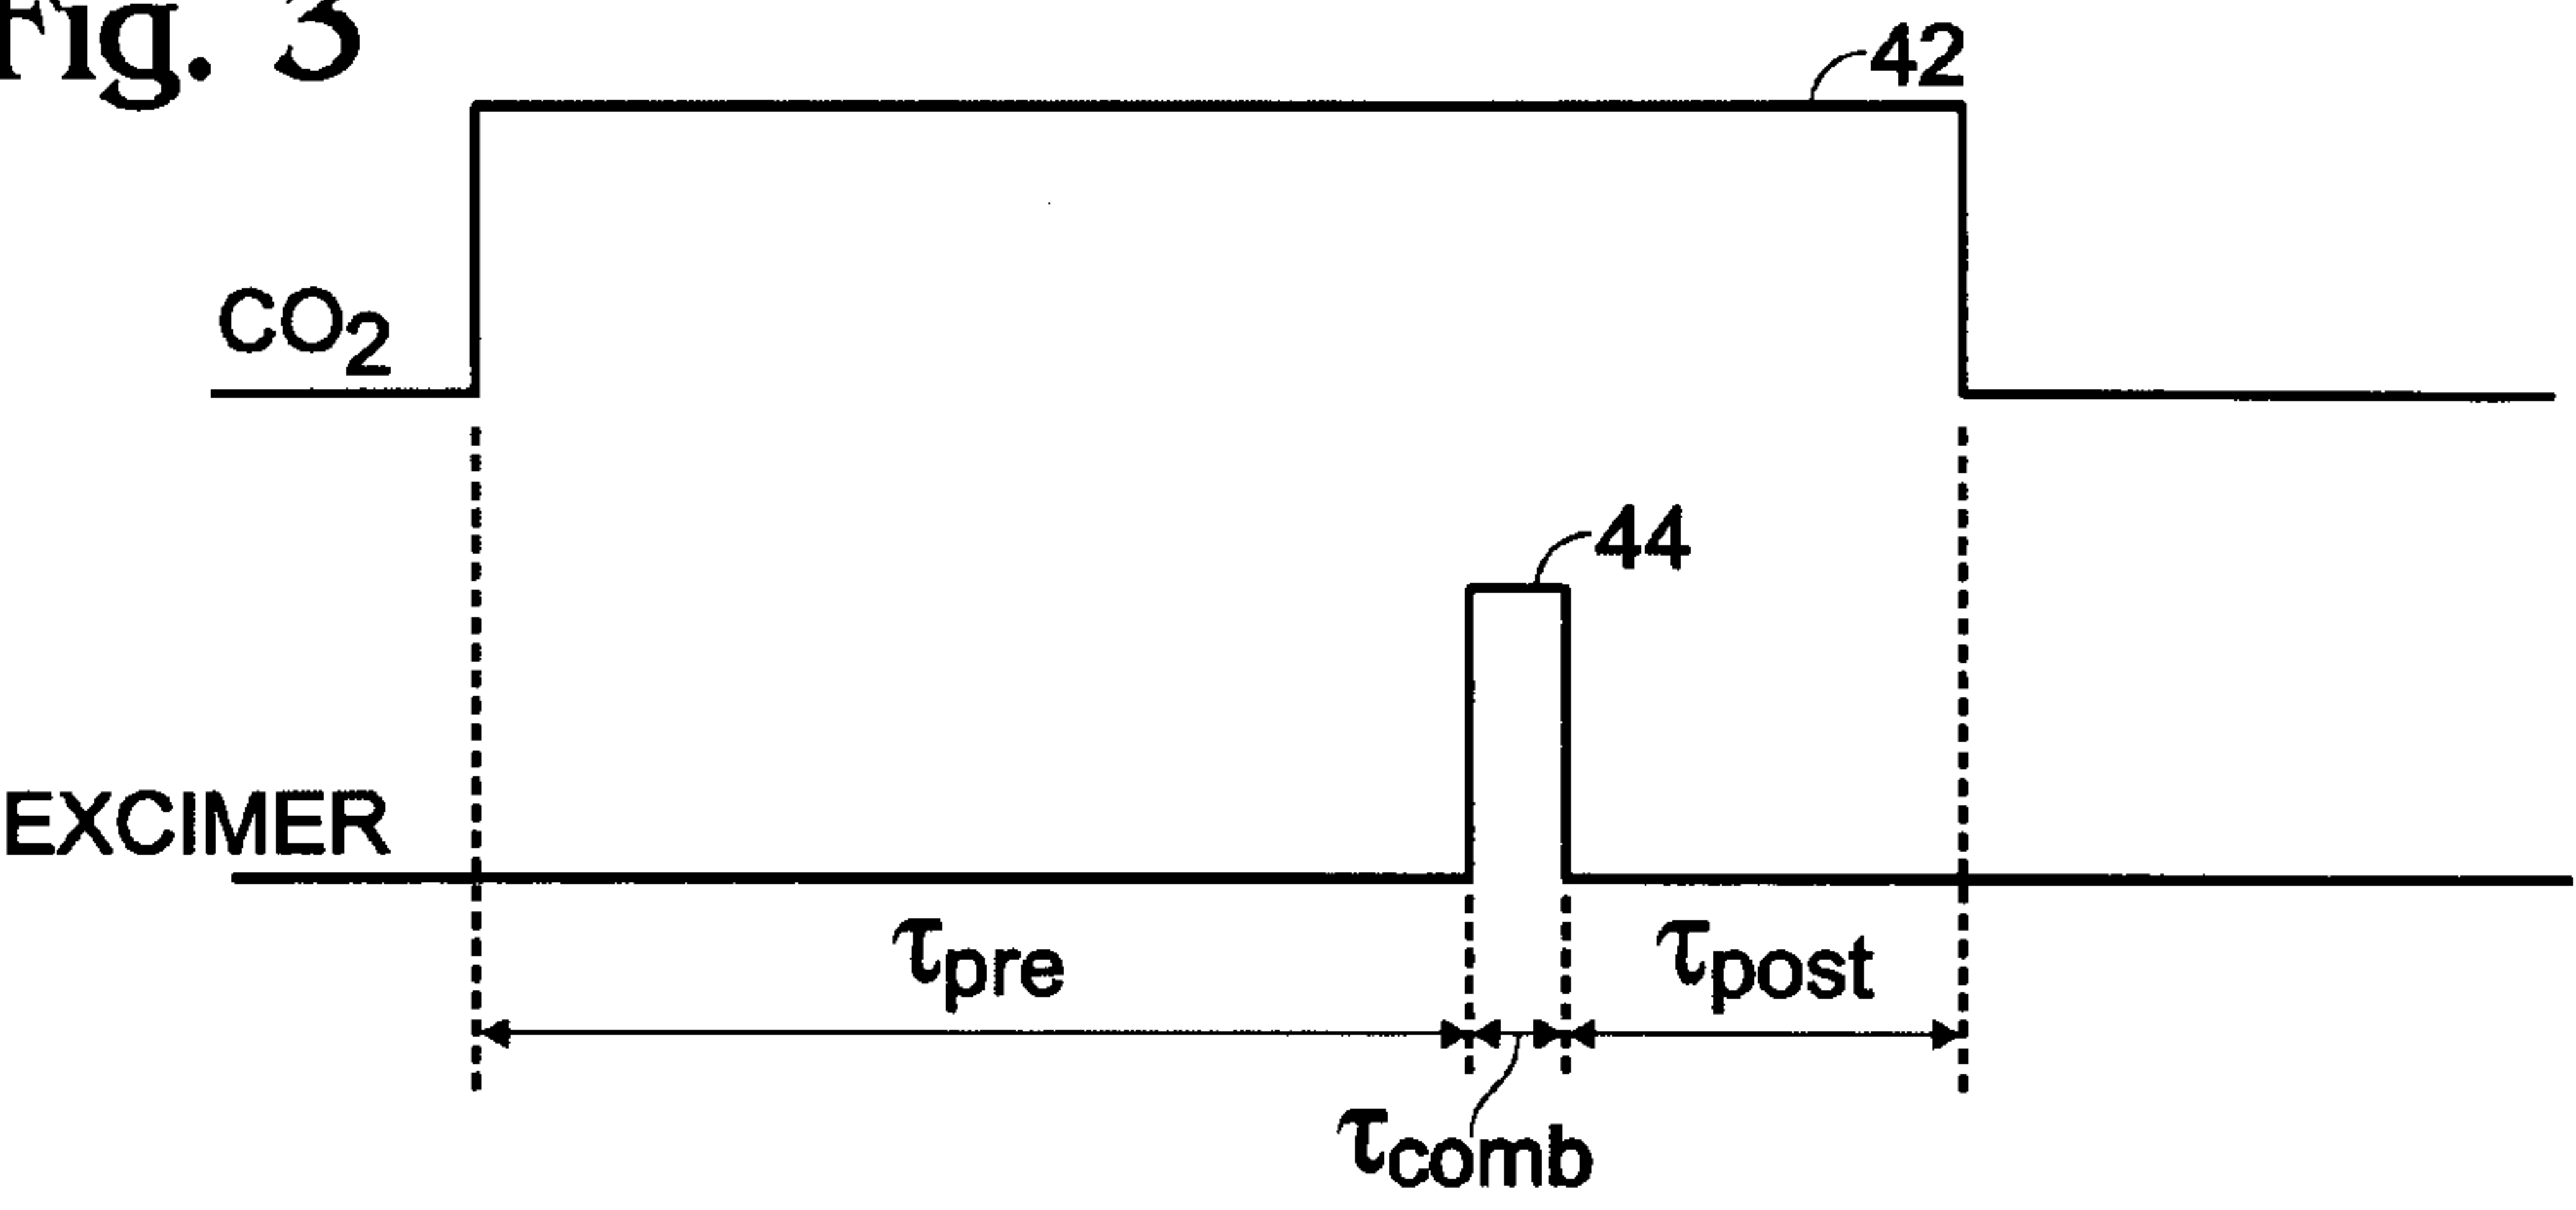 Fig. 3
42
CO2
44
EXCIMER
τpre
τpost
τcomb